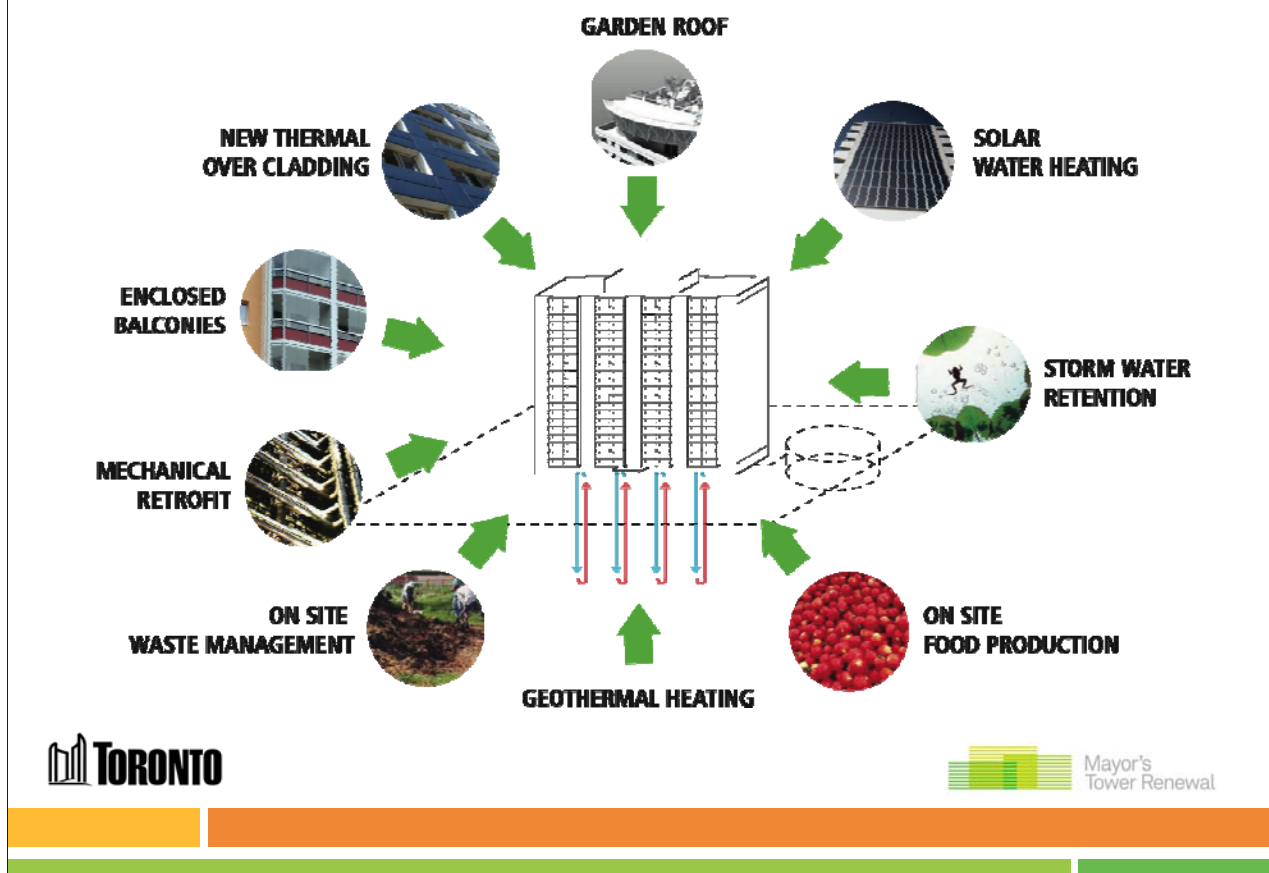 GARDEN ROOF
NEW THERMAL
OVER CLADDING
SOLAR
WATER HEATING
ENCLOSED
BALCONIES
STORM WATER
RETENTION
MECHANICAL
RETROFIT
ON SITE
WASTE MANAGEMENT
ON SITE
FOOD PRODUCTION
GEOTHERMAL HEATING
TORONTO
Mayor's
Tower Renewal